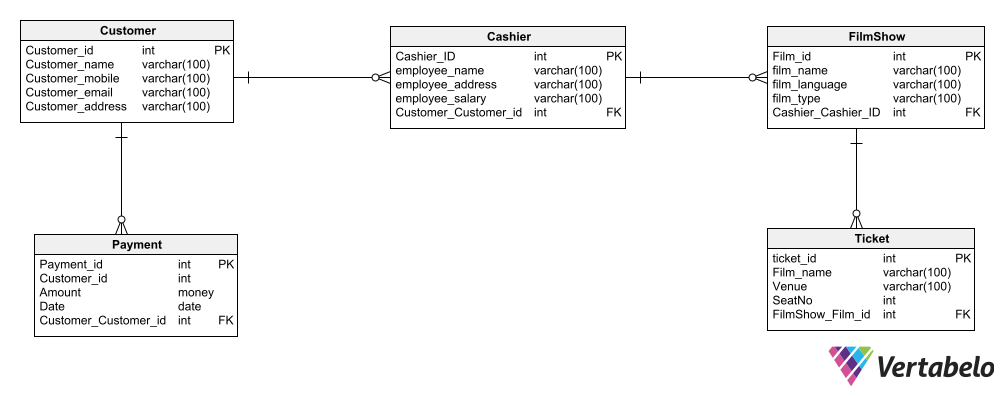 Customer
Customer_id int PK
Customer_name varchar(100)
Customer_mobile varchar(100)
Customer_email varchar(100)
Customer_address varchar(100)
Cashier
Cashier_ID int PK
employee_name varchar(100)
employee_address varchar(100)
employee_salary varchar(100)
Customer_Customer_id int FK
FilmShow
Film_id int PK
film_name varchar(100)
film_language varchar(100)
film_type varchar(100)
Cashier_Cashier_ID int FK
Payment
Payment_id int PK
Customer_id int
Amount money
Date date
Customer_Customer_id int FK
Ticket
ticket_id int PK
Film_name varchar(100)
Venue varchar(100)
SeatNo int
FilmShow_Film_id int FK
Vertabelo